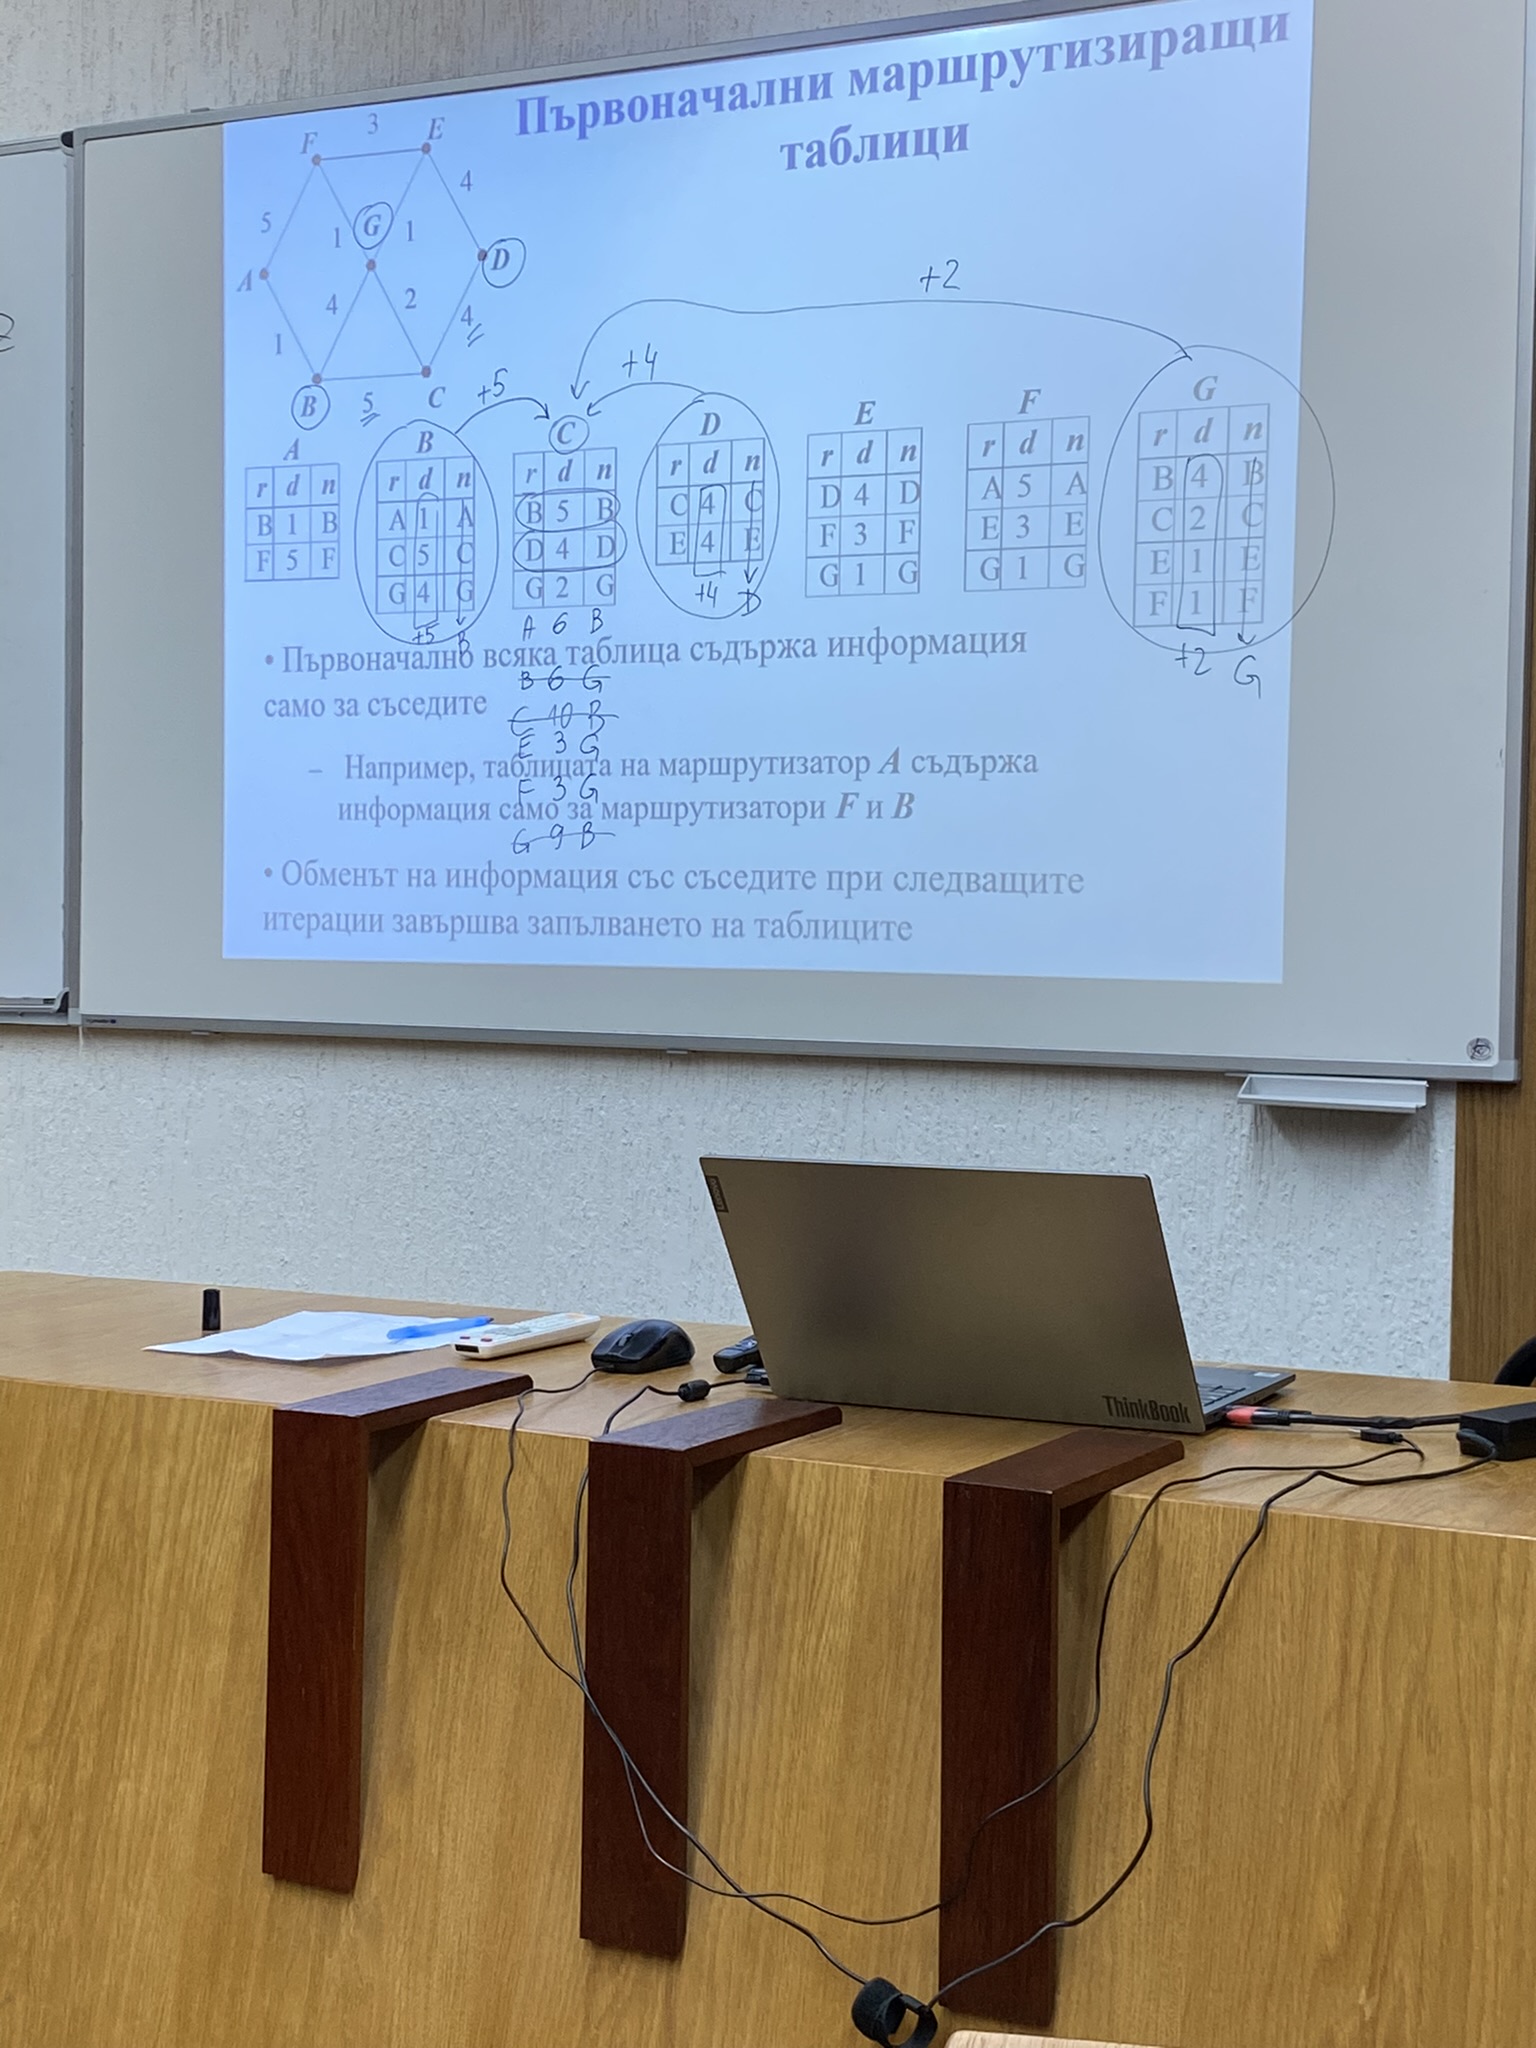 Първоначални маршрутизиращи
таблици
F 3 E
5 1 G 1 4
A D
4 2
1 4
B 5 C
+2
+5 +4
A
r d n
B 1 B
F 5 F
B
r d n
A 1 A
C 5 C
G 4 G
+5 B
C
r d n
B 5 B
D 4 D
G 2 G
A 6 B
B 6 G
C 10 B
E 3 G
F 3 G
G 9 B
D
r d n
C 4 C
E 4 E
+4 D
E
r d n
D 4 D
F 3 F
G 1 G
F
r d n
A 5 A
E 3 E
G 1 G
G
r d n
B 4 B
C 2 C
E 1 E
F 1 F
+2 G
• Първоначално всяка таблица съдържа информация
само за съседите
– Например, таблицата на маршрутизатор A съдържа
информация само за маршрутизатори F и B
• Обменът на информация със съседите при следващите
итерации завършва запълването на таблиците
ThinkBook